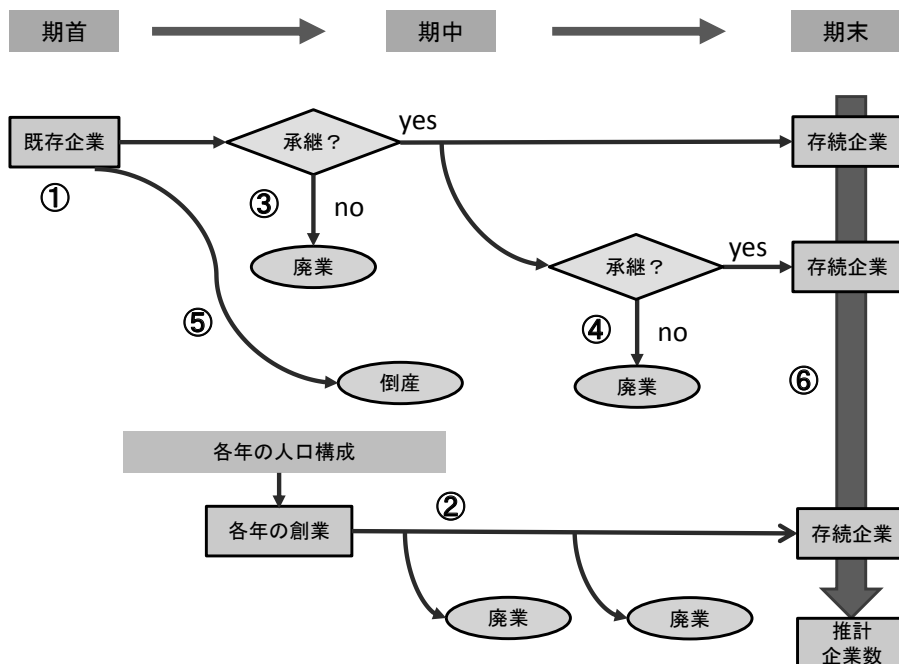 期首
期中
期末
既存企業
承継？
yes
存続企業
①
③
no
廃業
承継？
yes
存続企業
⑤
④
no
倒産
廃業
⑥
各年の人口構成
②
各年の創業
存続企業
廃業
廃業
推計
企業数